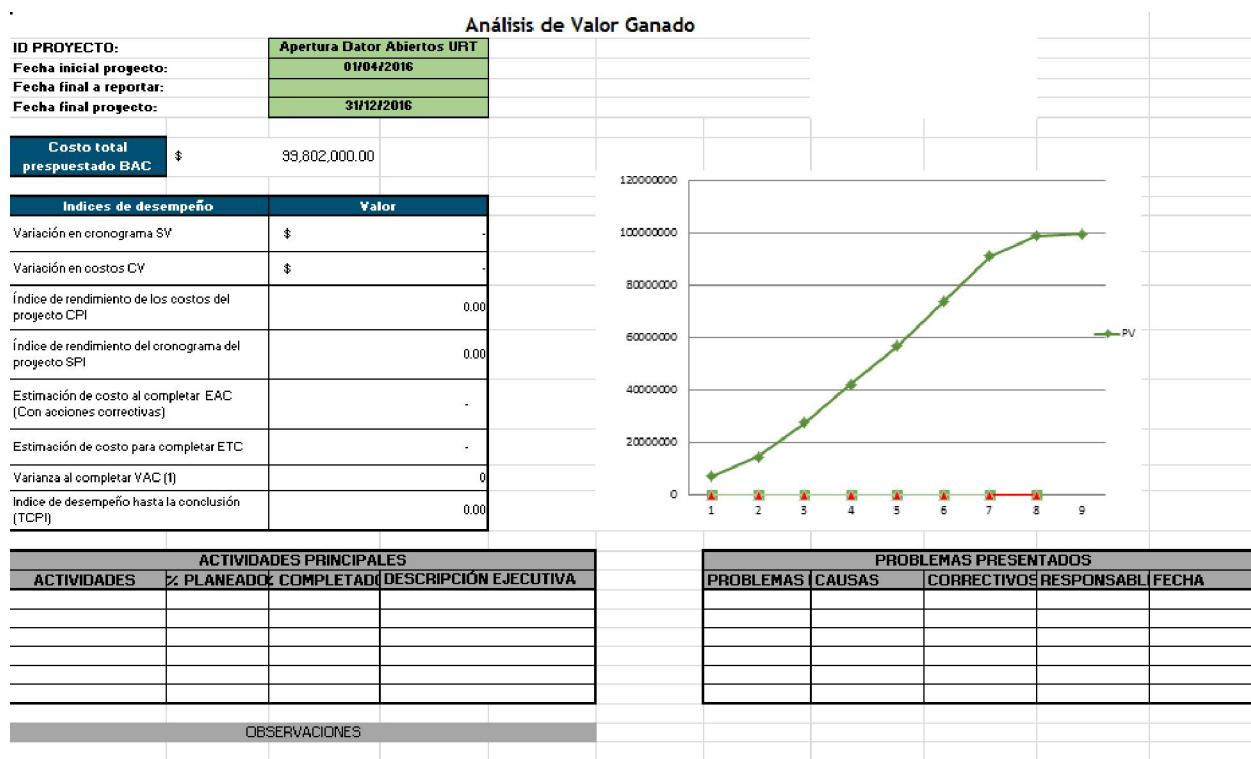 Análisis de Valor Ganado
ID PROYECTO: Apertura Dator Abiertos URT
Fecha inicial proyecto: 01/04/2016
Fecha final a reportar:
Fecha final proyecto: 31/12/2016
Costo total
prespuestado BAC
$ 99,802,000.00
Indices de desempeño Valor
Variación en cronograma SV $ -
Variación en costos CV $ -
Índice de rendimiento de los costos del
proyecto CPI
0.00
Índice de rendimiento del cronograma del
proyecto SPI
0.00
Estimación de costo al completar EAC
(Con acciones correctivas)
-
Estimación de costo para completar ETC -
Varianza al completar VAC (1) 0
Indice de desempeño hasta la conclusión
(TCPI)
0.00
120000000
100000000
80000000
60000000
40000000
20000000
0
1 2 3 4 5 6 7 8 9
PV
ACTIVIDADES PRINCIPALES
ACTIVIDADES % PLANEADO COMPLETADO DESCRIPCIÓN EJECUTIVA
PROBLEMAS PRESENTADOS
PROBLEMAS CAUSAS CORRECTIVOS RESPONSABL FECHA
OBSERVACIONES